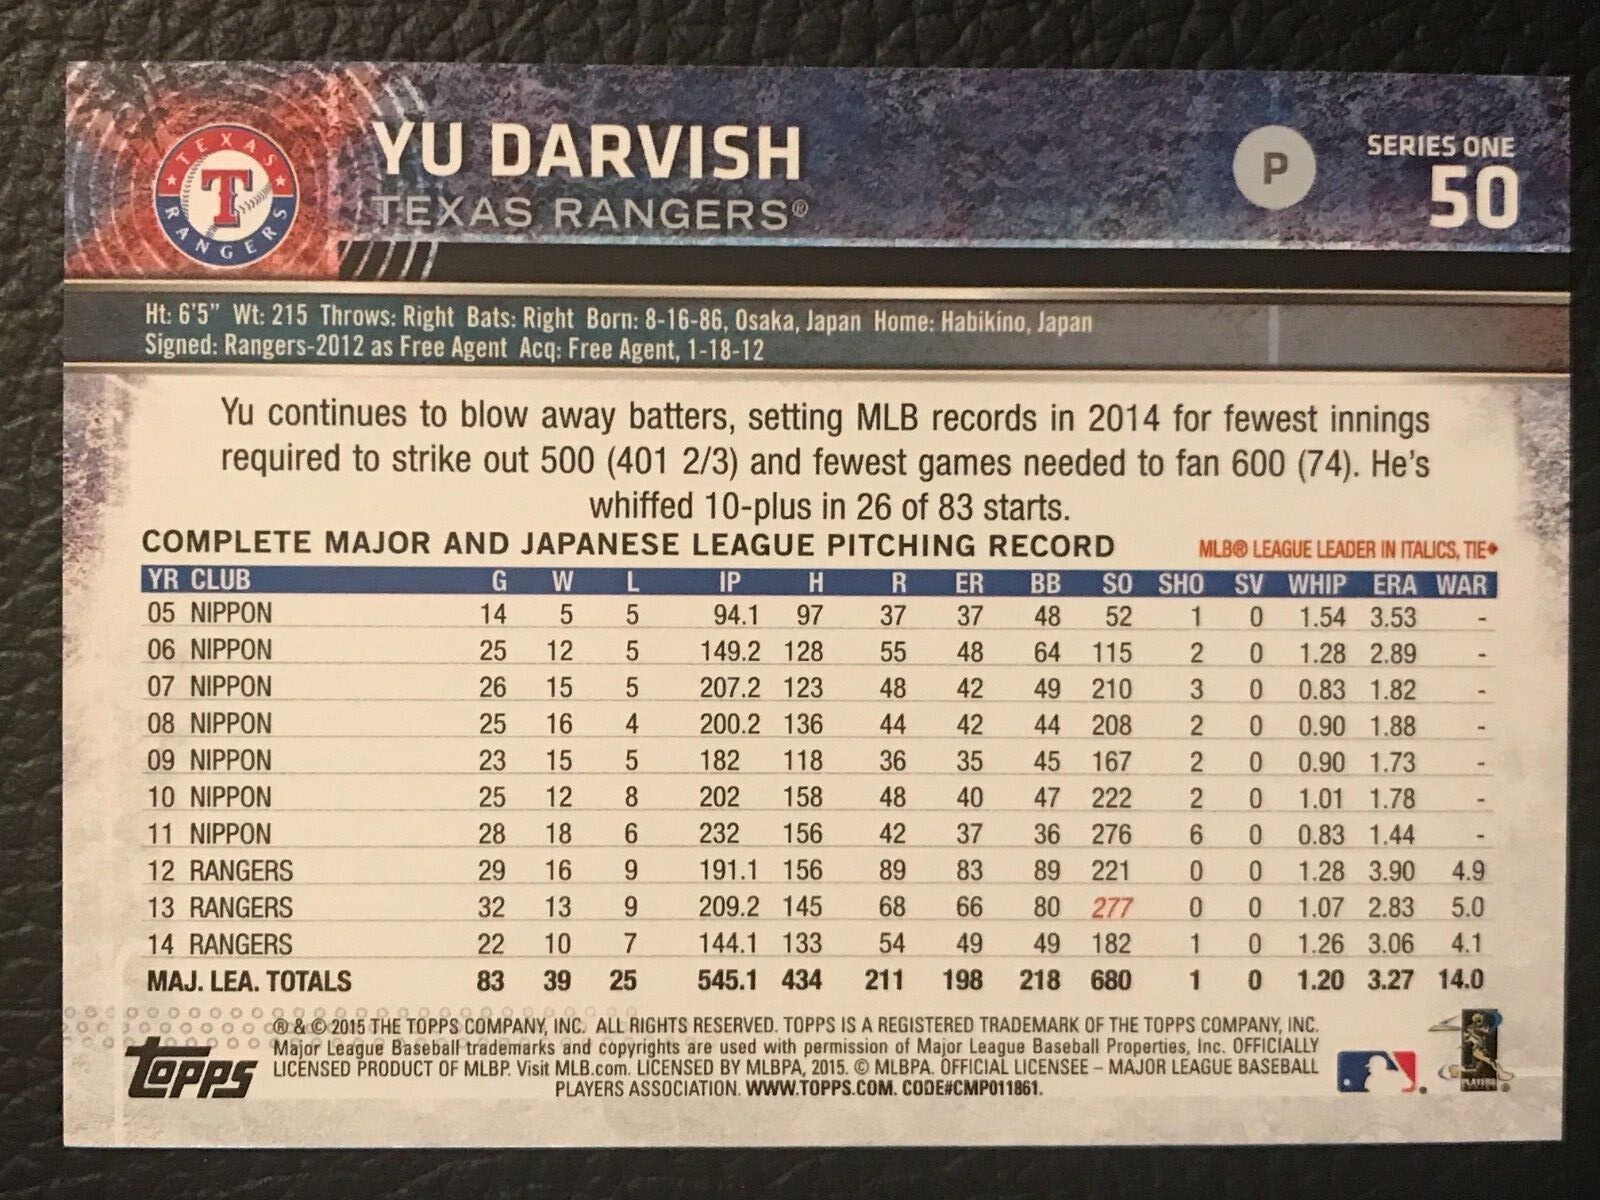 TEXAS RANGERS
T
YU DARVISH
TEXAS RANGERS®
P
SERIES ONE
50
Ht: 6'5" Wt: 215 Throws: Right Bats: Right Born: 8-16-86, Osaka, Japan Home: Habikino, Japan
Signed: Rangers-2012 as Free Agent Acq: Free Agent, 1-18-12
Yu continues to blow away batters, setting MLB records in 2014 for fewest innings
required to strike out 500 (401 2/3) and fewest games needed to fan 600 (74). He's
whiffed 10-plus in 26 of 83 starts.
COMPLETE MAJOR AND JAPANESE LEAGUE PITCHING RECORD MLB® LEAGUE LEADER IN ITALICS, TIE♦
YR CLUB G W L IP H R ER BB SO SHO SV WHIP ERA WAR
05 NIPPON 14 5 5 94.1 97 37 37 48 52 1 0 1.54 3.53 -
06 NIPPON 25 12 5 149.2 128 55 48 64 115 2 0 1.28 2.89 -
07 NIPPON 26 15 5 207.2 123 48 42 49 210 3 0 0.83 1.82 -
08 NIPPON 25 16 4 200.2 136 44 42 44 208 2 0 0.90 1.88 -
09 NIPPON 23 15 5 182 118 36 35 45 167 2 0 0.90 1.73 -
10 NIPPON 25 12 8 202 158 48 40 47 222 2 0 1.01 1.78 -
11 NIPPON 28 18 6 232 156 42 37 36 276 6 0 0.83 1.44 -
12 RANGERS 29 16 9 191.1 156 89 83 89 221 0 0 1.28 3.90 4.9
13 RANGERS 32 13 9 209.2 145 68 66 80 277 0 0 1.07 2.83 5.0
14 RANGERS 22 10 7 144.1 133 54 49 49 182 1 0 1.26 3.06 4.1
MAJ. LEA. TOTALS 83 39 25 545.1 434 211 198 218 680 1 0 1.20 3.27 14.0
® & © 2015 THE TOPPS COMPANY, INC. ALL RIGHTS RESERVED. TOPPS IS A REGISTERED TRADEMARK OF THE TOPPS COMPANY, INC.
Major League Baseball trademarks and copyrights are used with permission of Major League Baseball Properties, Inc. OFFICIALLY
LICENSED PRODUCT OF MLBP. Visit MLB.com. LICENSED BY MLBPA, 2015. © MLBPA. OFFICIAL LICENSEE – MAJOR LEAGUE BASEBALL
PLAYERS ASSOCIATION. WWW.TOPPS.COM. CODE#CMP011861.
topps
PLAYERS